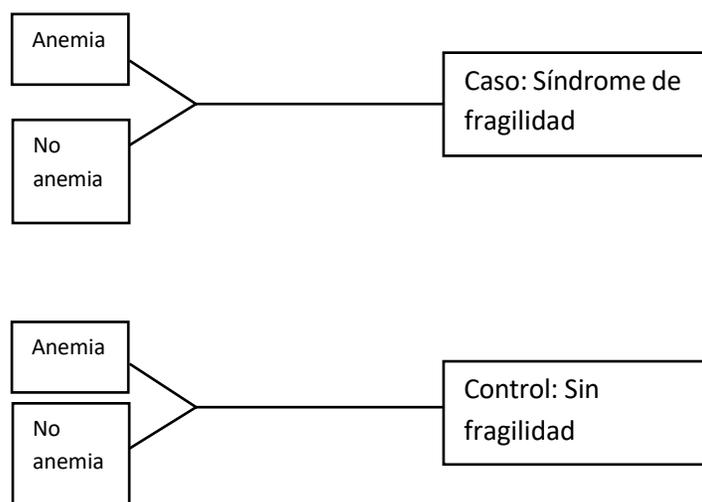 Anemia
Caso: Síndrome de
fragilidad
No
anemia
Anemia
Control: Sin
fragilidad
No
anemia